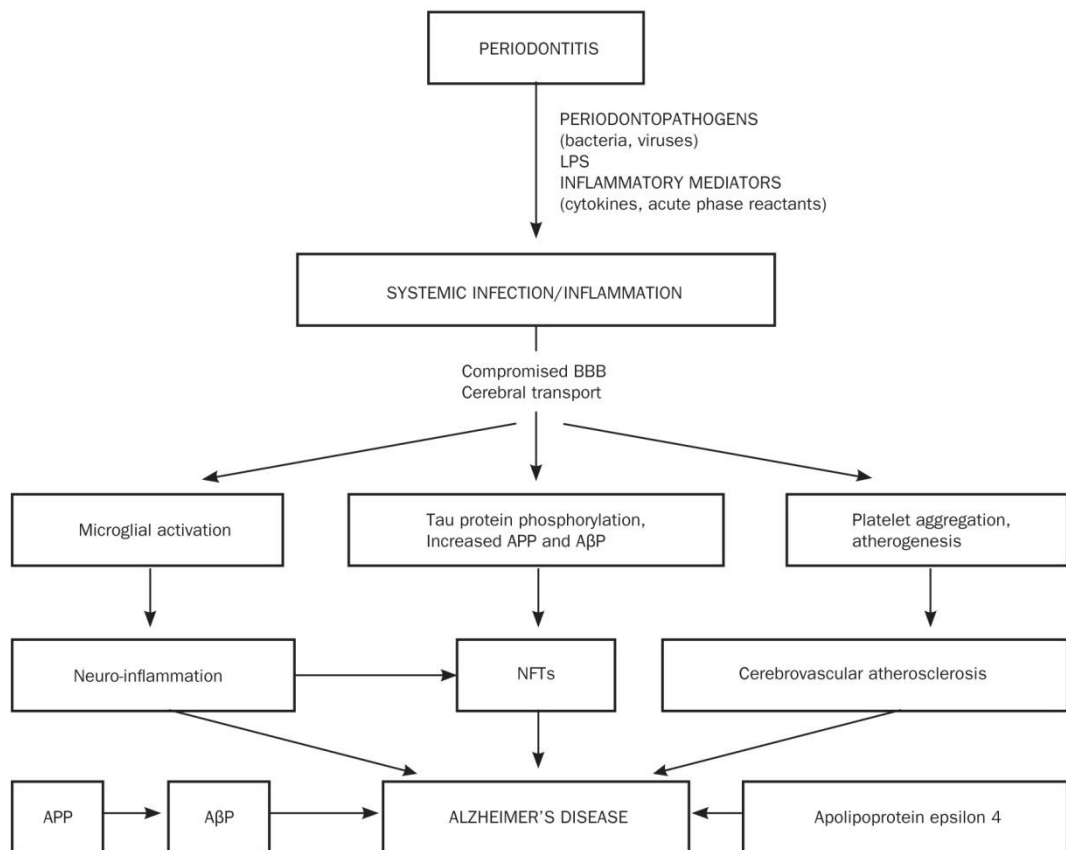 PERIODONTITIS
PERIODONTOPATHOGENS
(bacteria, viruses)
LPS
INFLAMMATORY MEDIATORS
(cytokines, acute phase reactants)
SYSTEMIC INFECTION/INFLAMMATION
Compromised BBB
Cerebral transport
Microglial activation
Tau protein phosphorylation,
Increased APP and AβP
Platelet aggregation,
atherogenesis
Neuro-inflammation
NFTs
Cerebrovascular atherosclerosis
APP
AβP
ALZHEIMER'S DISEASE
Apolipoprotein epsilon 4